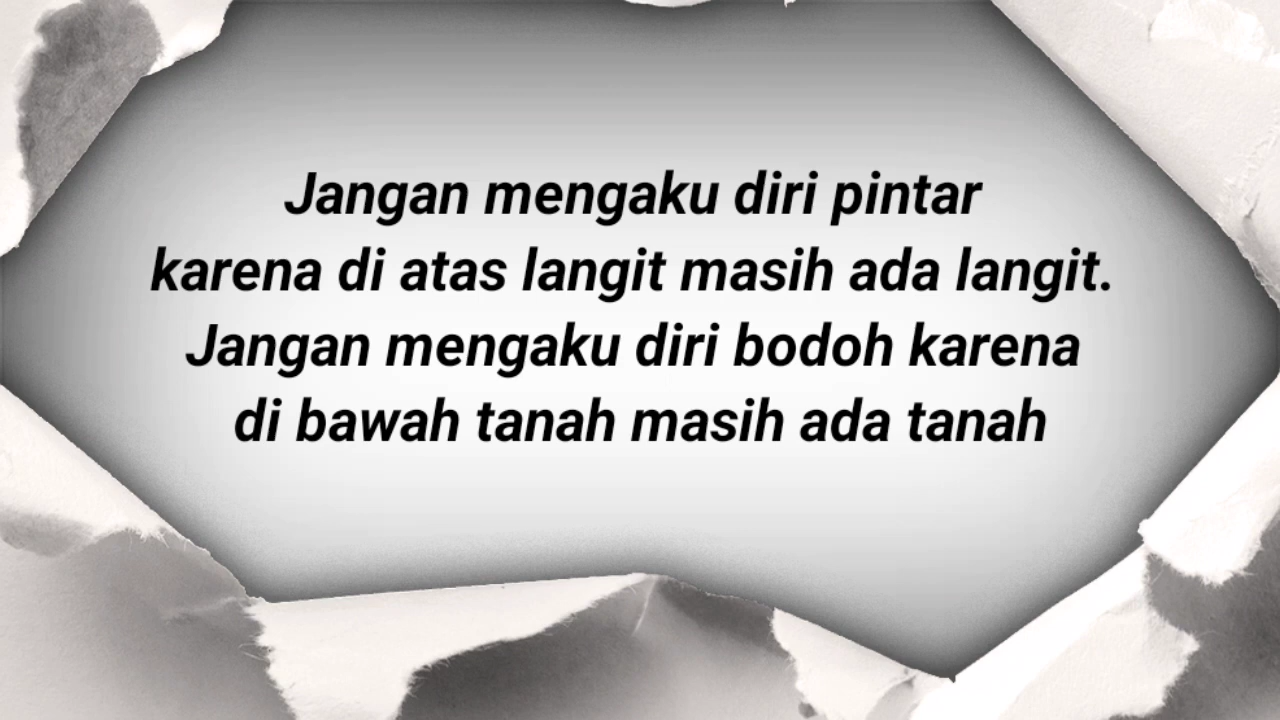 Jangan mengaku diri pintar
karena di atas langit masih ada langit.
Jangan mengaku diri bodoh karena
di bawah tanah masih ada tanah